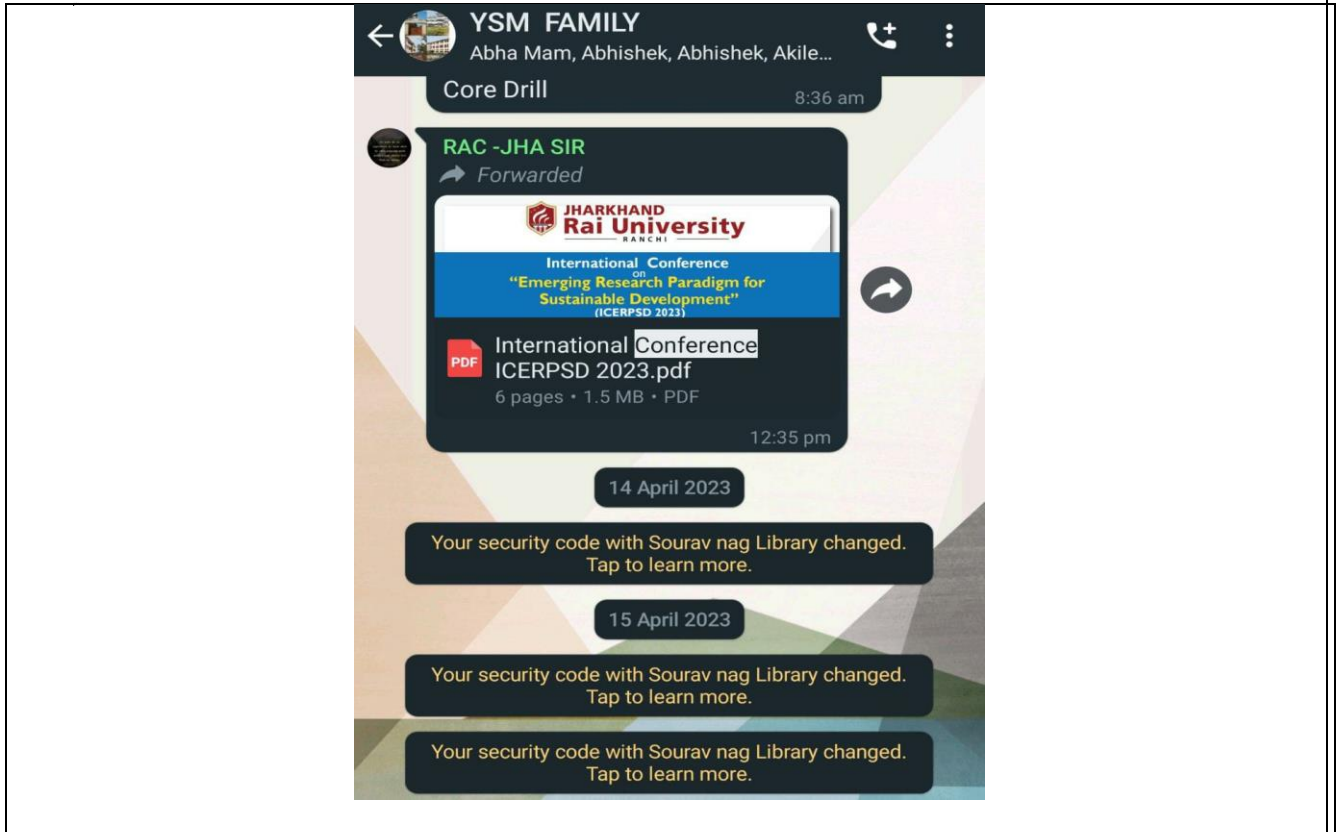 YSM FAMILY
Abha Mam, Abhishek, Abhishek, Akile...
Core Drill
8:36 am
RAC -JHA SIR
Forwarded
JHARKHAND
Rai University
RANCHI
International Conference
on
“Emerging Research Paradigm for
Sustainable Development”
(ICERPSD 2023)
PDF
International Conference
ICERPSD 2023.pdf
6 pages • 1.5 MB • PDF
12:35 pm
14 April 2023
Your security code with Sourav nag Library changed.
Tap to learn more.
15 April 2023
Your security code with Sourav nag Library changed.
Tap to learn more.
Your security code with Sourav nag Library changed.
Tap to learn more.